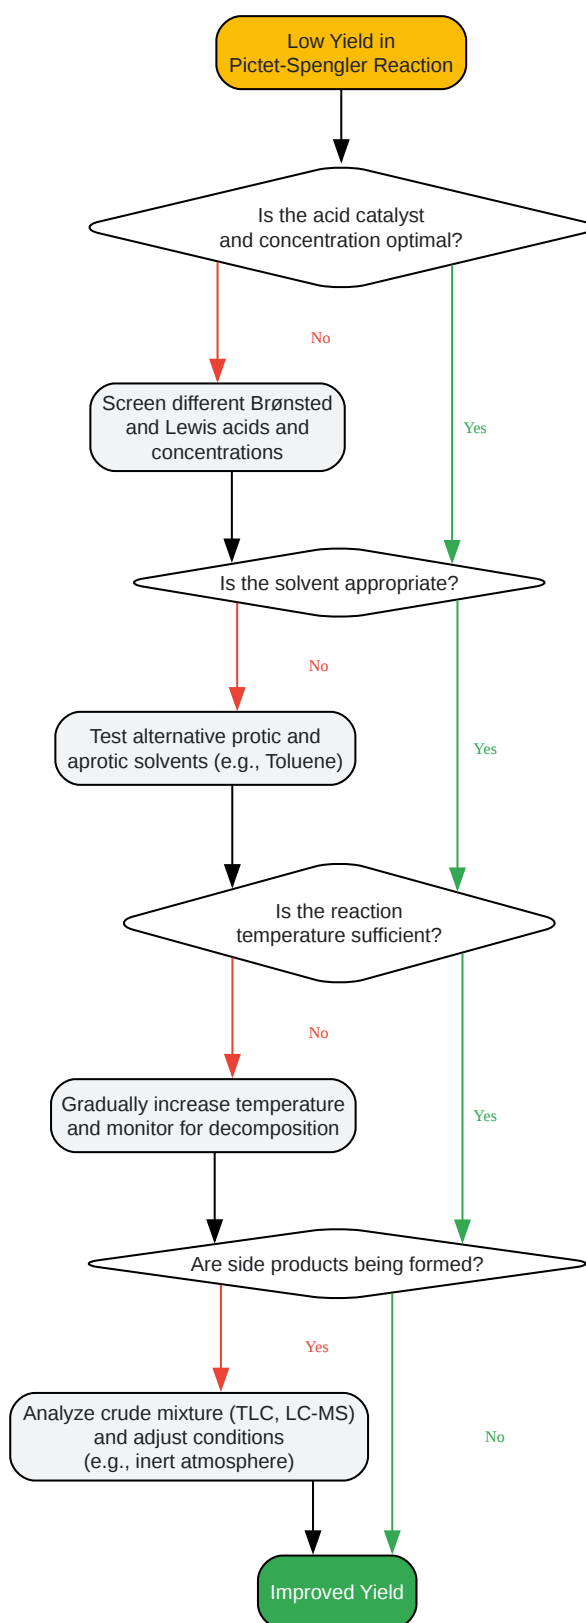 Low Yield in
Pictet-Spengler Reaction
Is the acid catalyst
and concentration optimal?
No
Screen different Brønsted
and Lewis acids and
concentrations
Yes
Is the solvent appropriate?
No
Test alternative protic and
aprotic solvents (e.g., Toluene)
Yes
Is the reaction
temperature sufficient?
No
Gradually increase temperature
and monitor for decomposition
Yes
Are side products being formed?
Yes
Analyze crude mixture (TLC, LC-MS)
and adjust conditions
(e.g., inert atmosphere)
No
Improved Yield